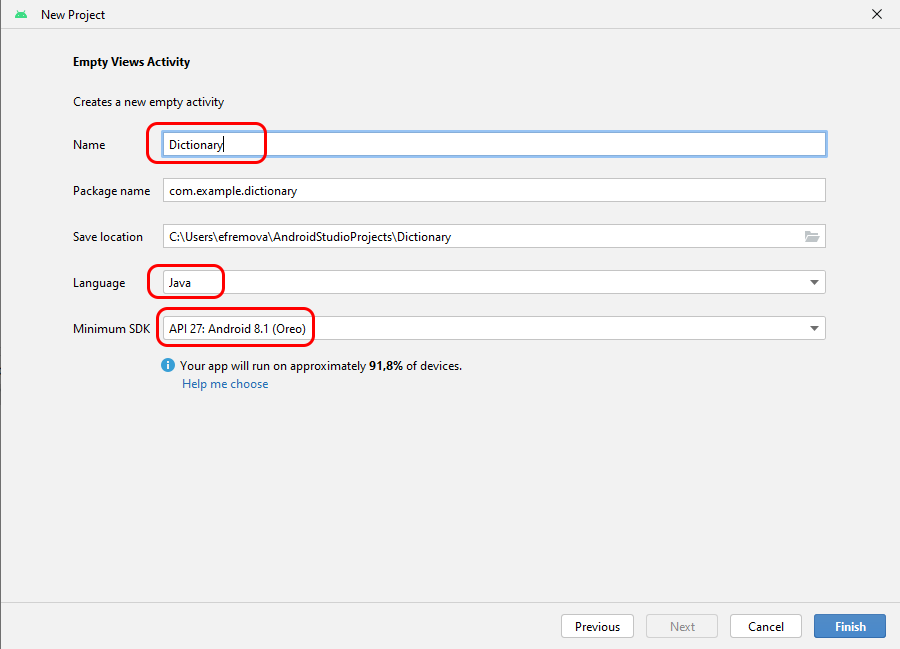 New Project
Empty Views Activity
Creates a new empty activity
Name Dictionary
Package name com.example.dictionary
Save location C:\Users\efremova\AndroidStudioProjects\Dictionary
Language Java
Minimum SDK API 27: Android 8.1 (Oreo)
Your app will run on approximately 91,8% of devices.
Help me choose
Previous Next Cancel Finish